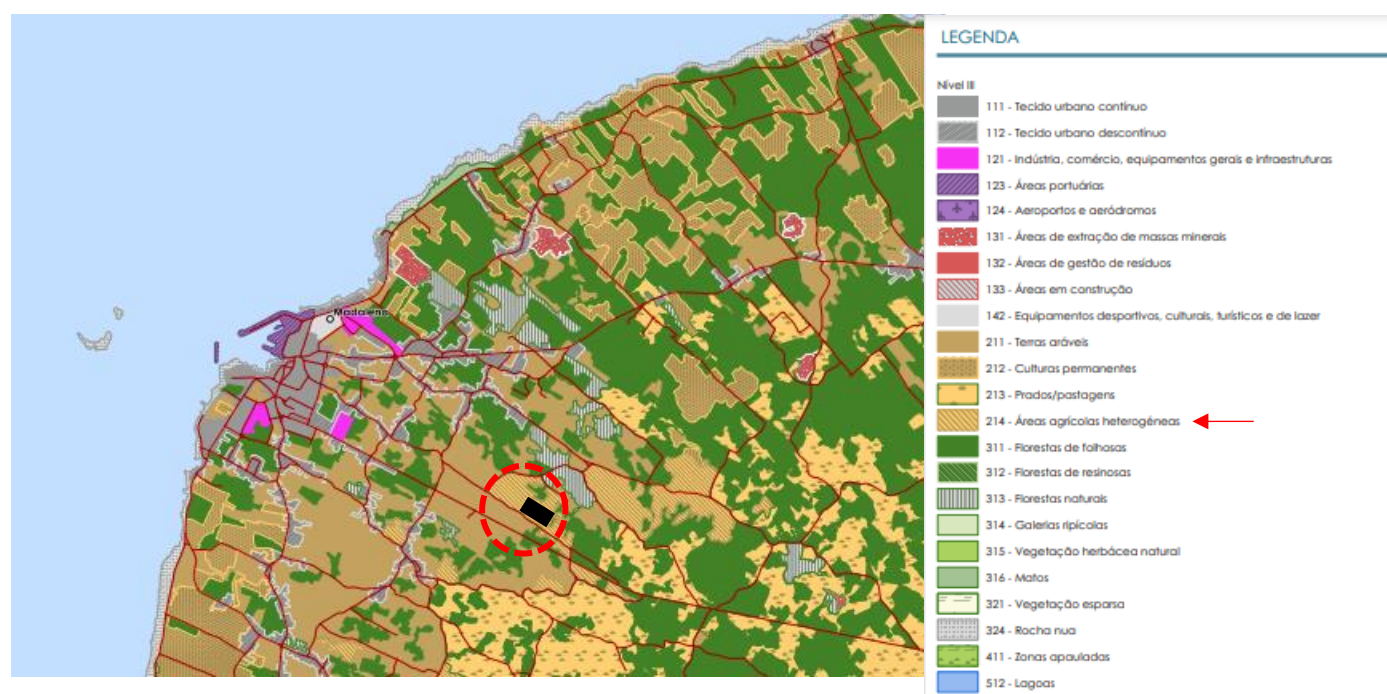 Madalena
LEGENDA
Nível III
111 - Tecido urbano contínuo
112 - Tecido urbano descontínuo
121 - Indústria, comércio, equipamentos gerais e infraestruturas
123 - Áreas portuárias
124 - Aeroportos e aeródromos
131 - Áreas de extração de massas minerais
132 - Áreas de gestão de resíduos
133 - Áreas em construção
142 - Equipamentos desportivos, culturais, turísticos e de lazer
211 - Terras aráveis
212 - Culturas permanentes
213 - Prados/pastagens
214 - Áreas agrícolas heterogéneas
311 - Florestas de folhosas
312 - Florestas de resinosas
313 - Florestas naturais
314 - Galerias ripícolas
315 - Vegetação herbácea natural
316 - Matos
321 - Vegetação esparsa
324 - Rocha nua
411 - Zonas apauladas
512 - Lagoas